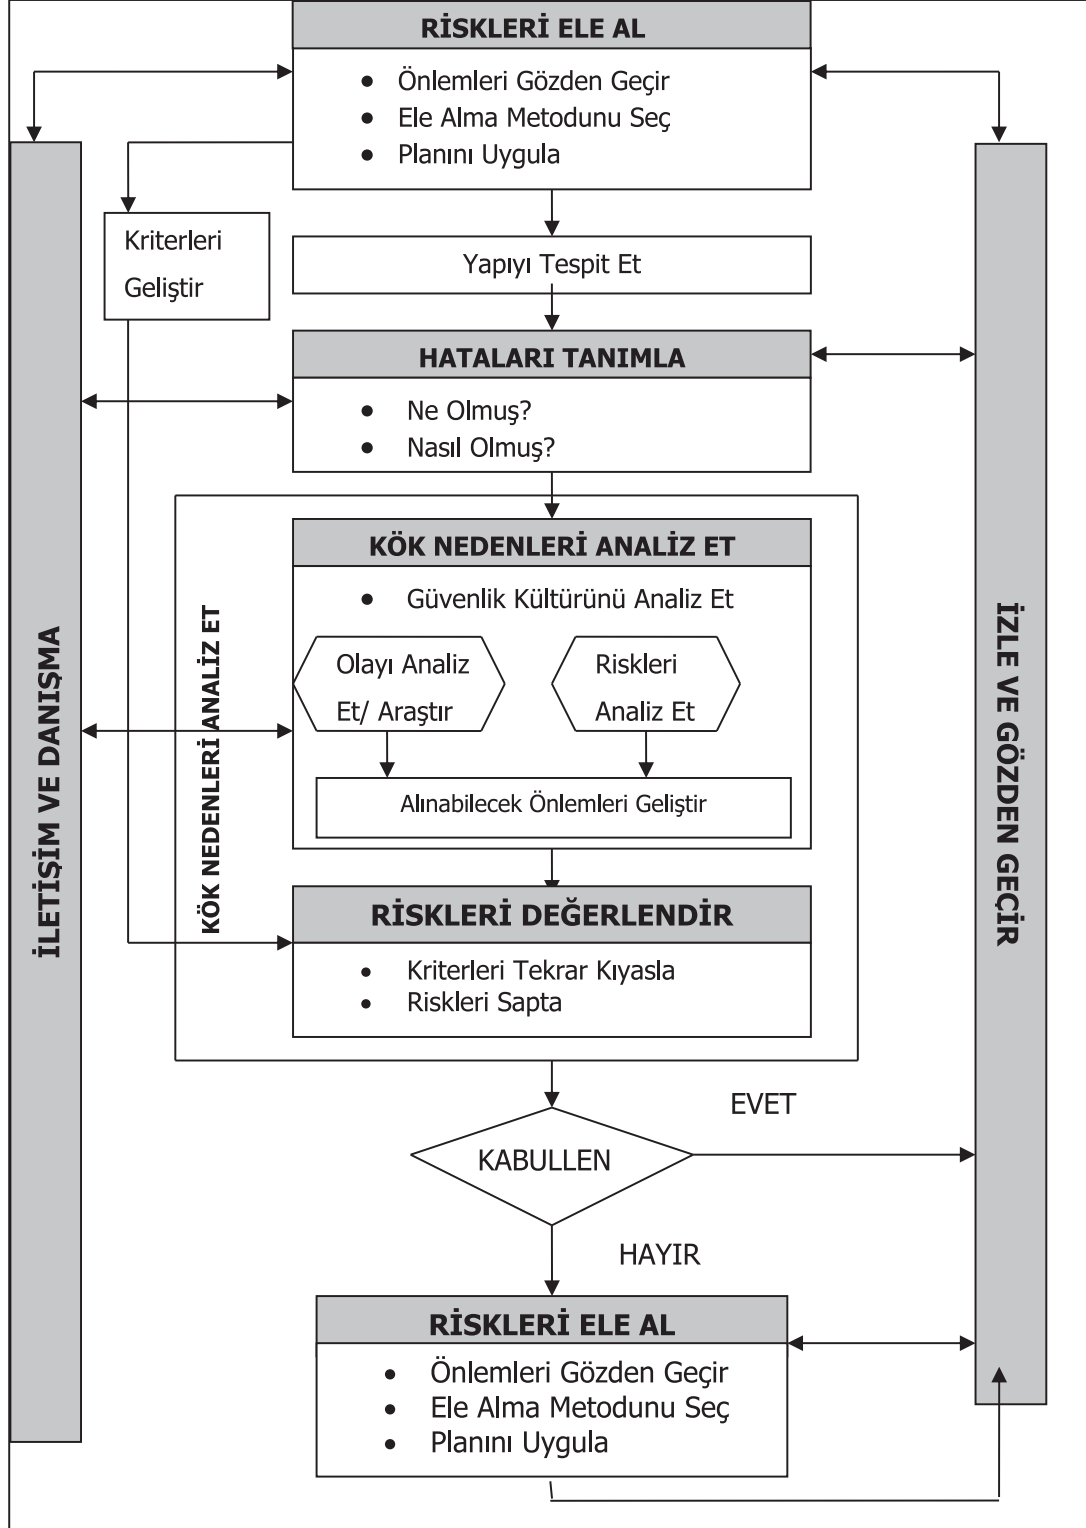 RİSKLERİ ELE AL
• Önlemleri Gözden Geçir
• Ele Alma Metodunu Seç
• Planını Uygula
Kriterleri
Geliştir
Yapıyı Tespit Et
HATALARI TANIMLA
• Ne Olmuş?
• Nasıl Olmuş?
KÖK NEDENLERİ ANALİZ ET
• Güvenlik Kültürünü Analiz Et
Olayı Analiz
Et/ Araştır
Riskleri
Analiz Et
Alınabilecek Önlemleri Geliştir
KÖK NEDENLERİ ANALİZ ET
İLETİŞİM VE DANIŞMA
İZLE VE GÖZDEN GEÇİR
RİSKLERİ DEĞERLENDİR
• Kriterleri Tekrar Kıyasla
• Riskleri Sapta
EVET
KABULLEN
HAYIR
RİSKLERİ ELE AL
• Önlemleri Gözden Geçir
• Ele Alma Metodunu Seç
• Planını Uygula